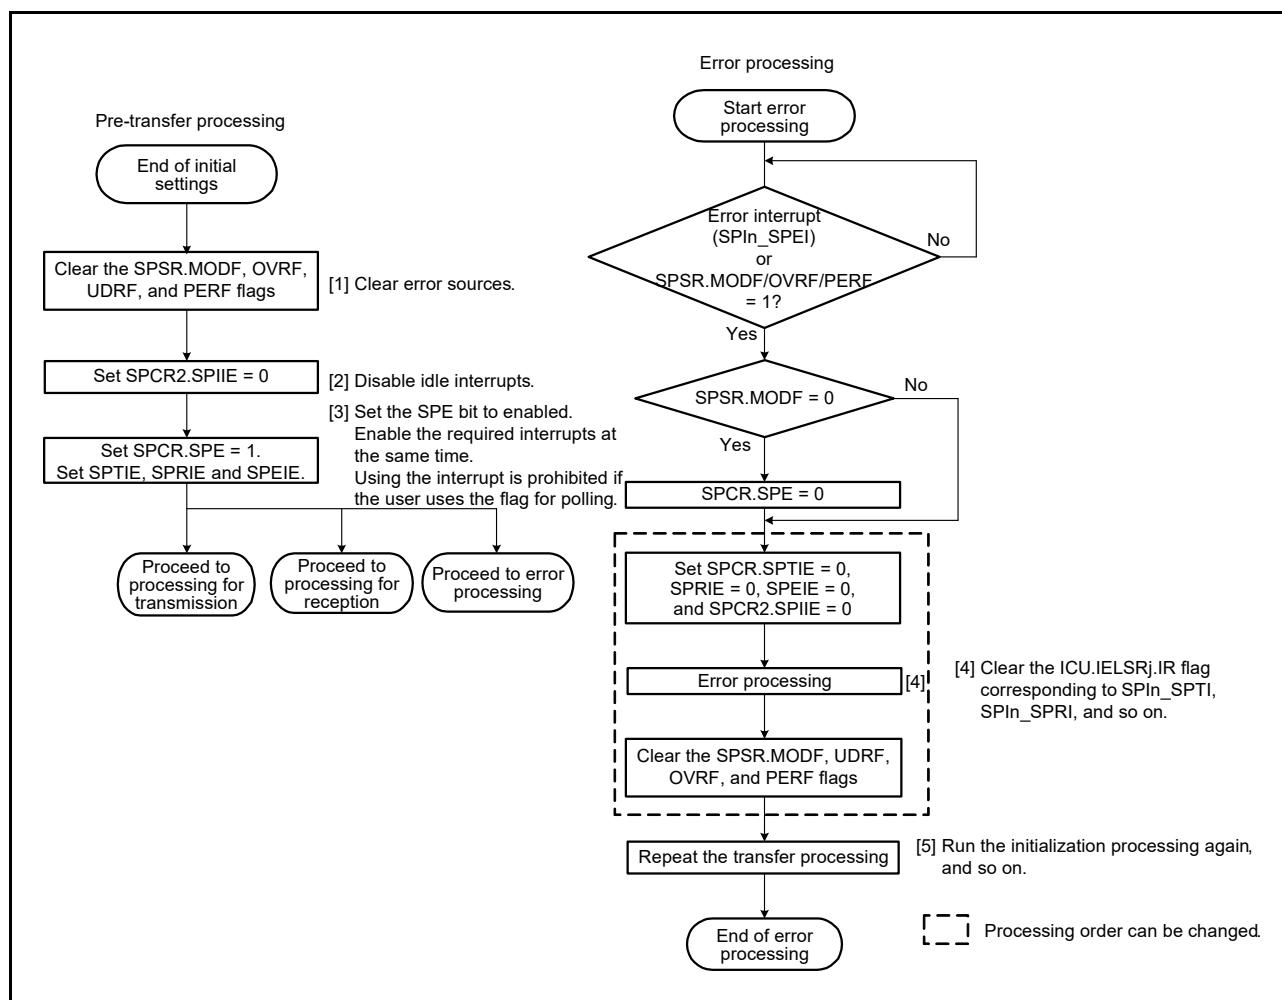 Pre-transfer processing
End of initial
settings
Clear the SPSR.MODF, OVRF,
UDRF, and PERF flags
[1] Clear error sources.
Set SPCR2.SPIIE = 0
[2] Disable idle interrupts.
[3] Set the SPE bit to enabled.
Enable the required interrupts at
the same time.
Using the interrupt is prohibited if
the user uses the flag for polling.
Set SPCR.SPE = 1.
Set SPTIE, SPRIE and SPEIE.
Proceed to
processing for
transmission
Proceed to
processing for
reception
Proceed to error
processing
Error processing
Start error
processing
Error interrupt
(SPIn_SPEI)
or
SPSR.MODF/OVRF/PERF
= 1?
No
Yes
SPSR.MODF = 0
No
Yes
SPCR.SPE = 0
Set SPCR.SPTIE = 0,
SPRIE = 0, SPEIE = 0,
and SPCR2.SPIIE = 0
Error processing
[4]
[4] Clear the ICU.IELSRj.IR flag
corresponding to SPIn_SPTI,
SPIn_SPRI, and so on.
Clear the SPSR.MODF, UDRF,
OVRF, and PERF flags
Repeat the transfer processing
[5] Run the initialization processing again,
and so on.
End of error
processing
Processing order can be changed.